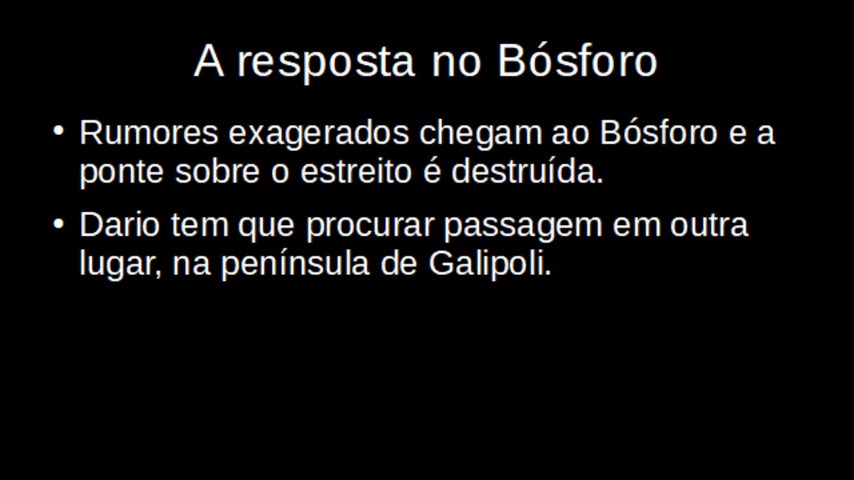 A resposta no Bósforo
• Rumores exagerados chegam ao Bósforo e a
ponte sobre o estreito é destruída.
• Dario tem que procurar passagem em outra
lugar, na península de Galipoli.